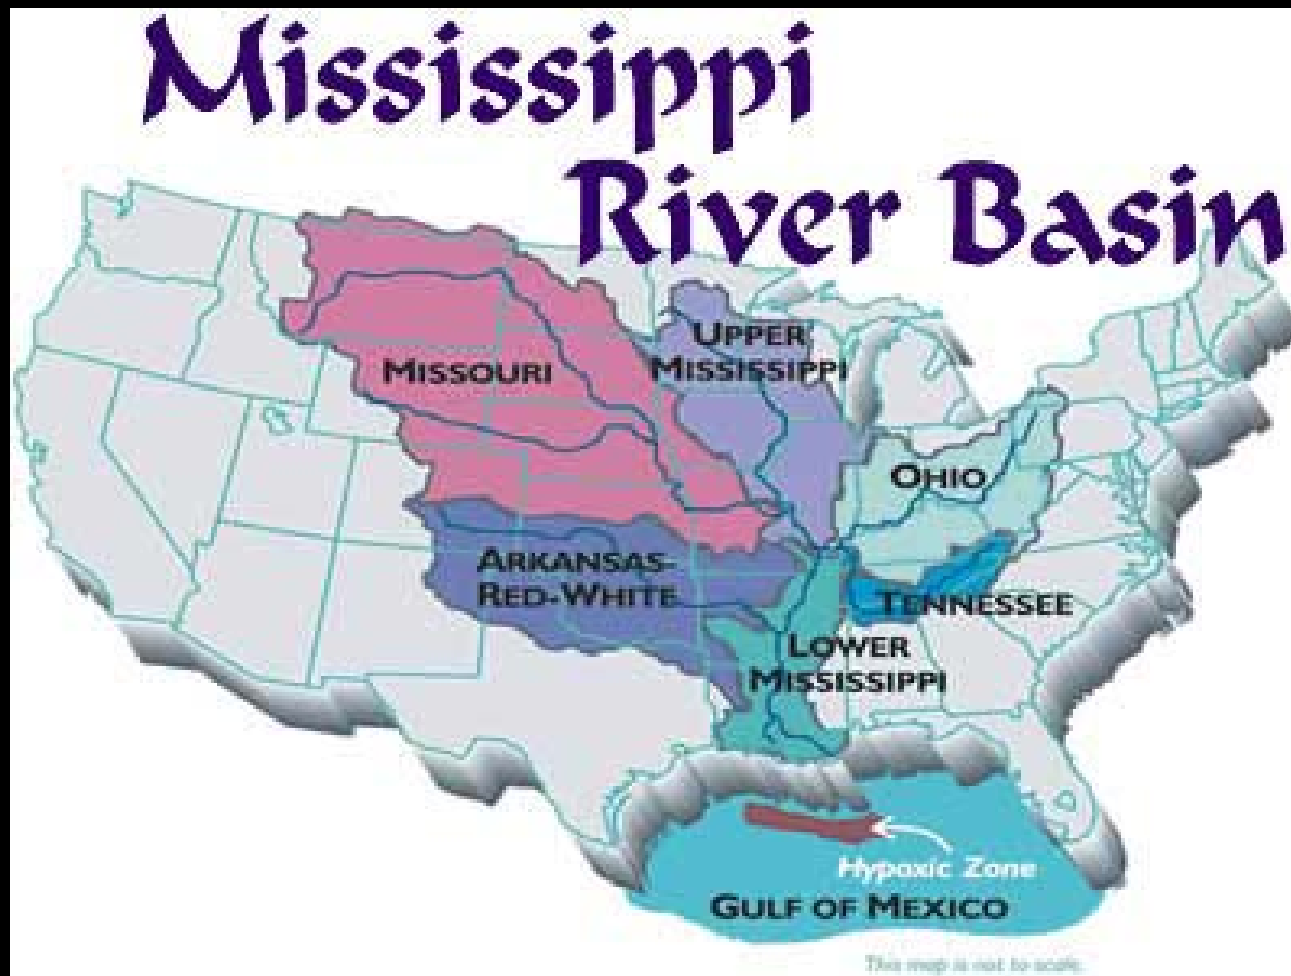 Mississippi
River Basin
UPPER
MISSISSIPPI
MISSOURI
OHIO
ARKANSAS-
RED-WHITE
TENNESSEE
LOWER
MISSISSIPPI
Hypoxic Zone
GULF OF MEXICO
This map is not to scale.